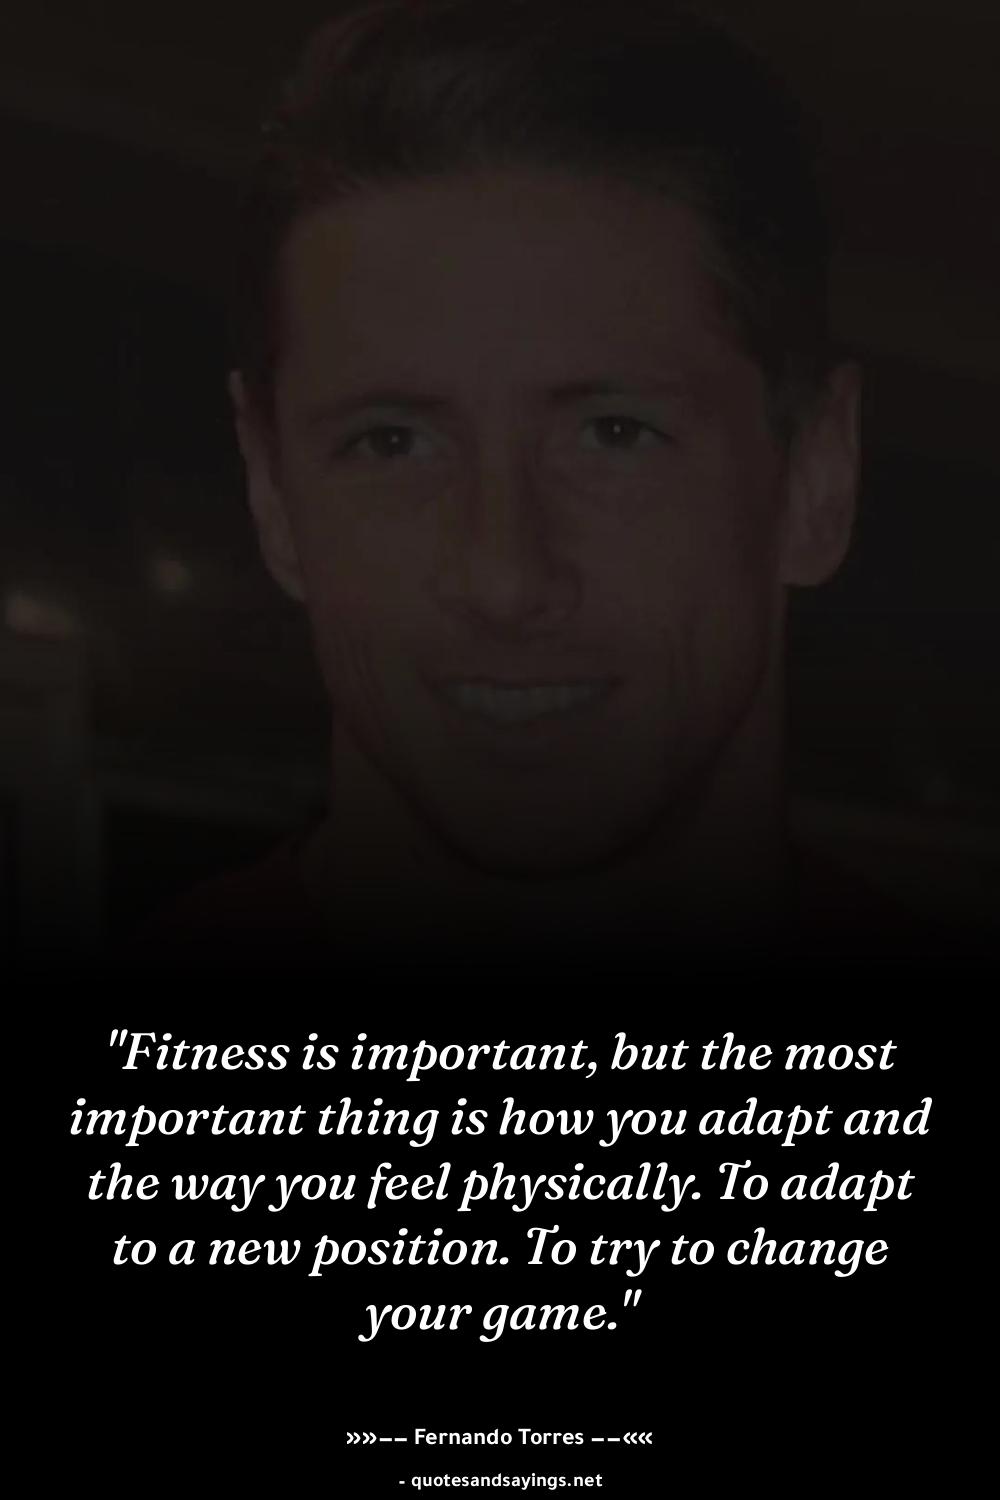 "Fitness is important, but the most
important thing is how you adapt and
the way you feel physically. To adapt
to a new position. To try to change
your game."
»»–– Fernando Torres ––««
- quotesandsayings.net